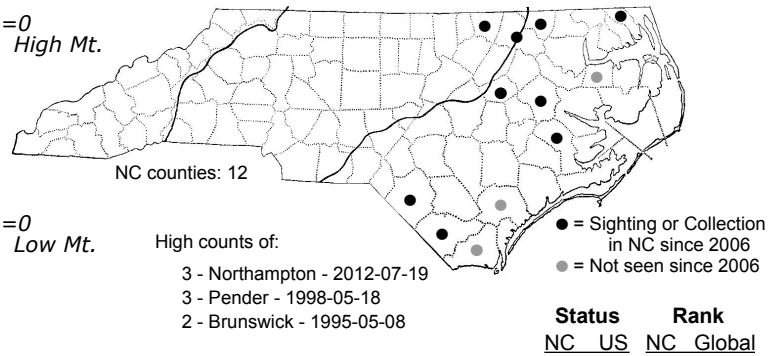 =0
High Mt.
NC counties: 12
=0
Low Mt.
High counts of:
3 - Northampton - 2012-07-19
3 - Pender - 1998-05-18
2 - Brunswick - 1995-05-08
● = Sighting or Collection
in NC since 2006
● = Not seen since 2006
Status Rank
NC US NC Global